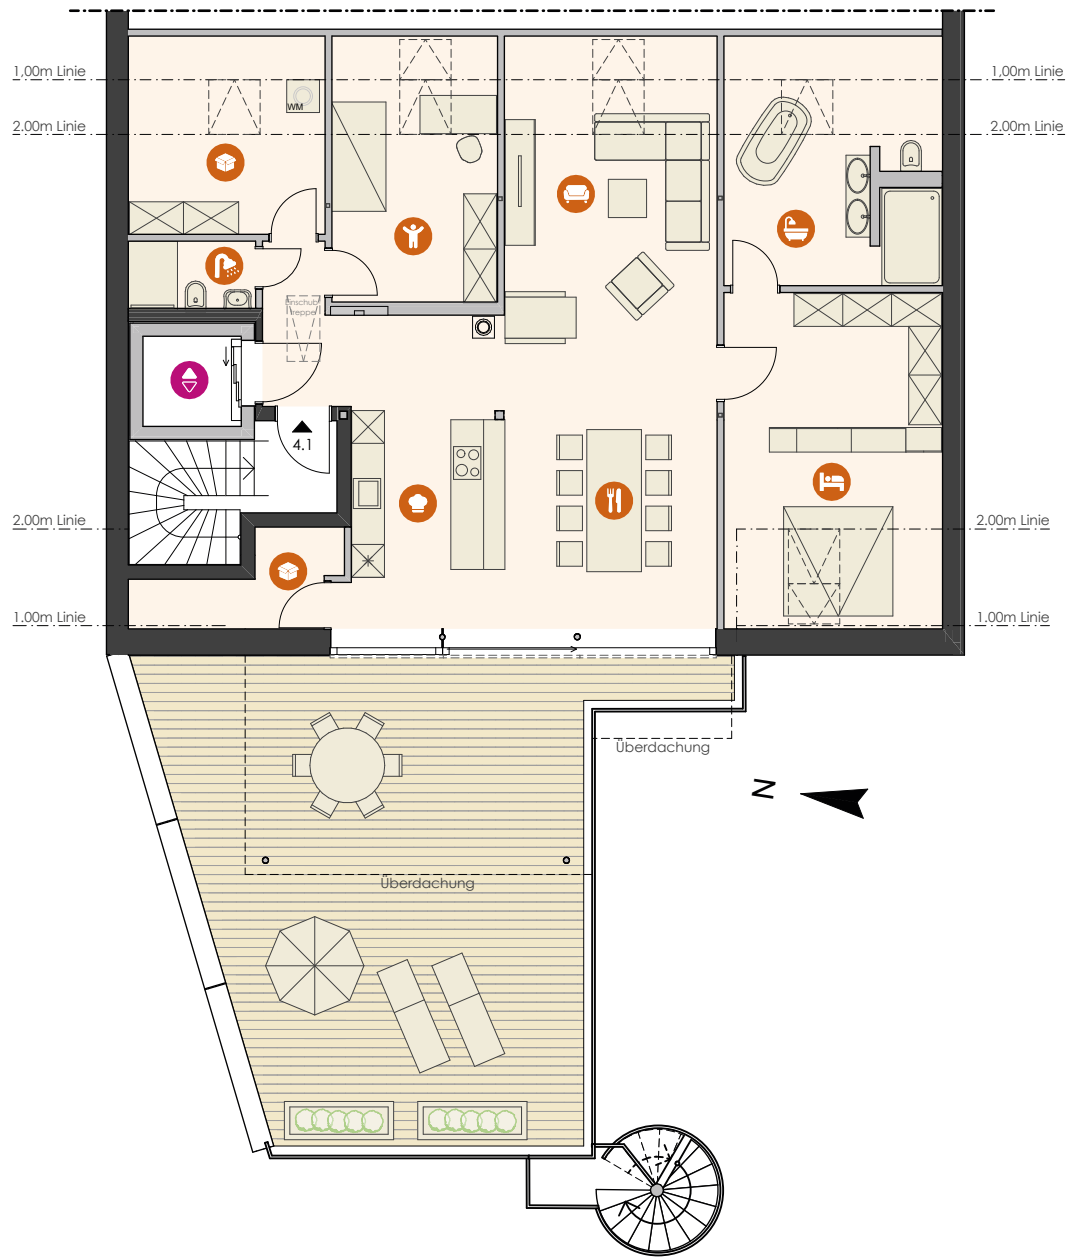 1,00m Linie
1,00m Linie
2.00m Linie
2.00m Linie
WM
Einschub
treppe
4.1
2.00m Linie
2.00m Linie
1.00m Linie
1.00m Linie
Überdachung
N
Überdachung